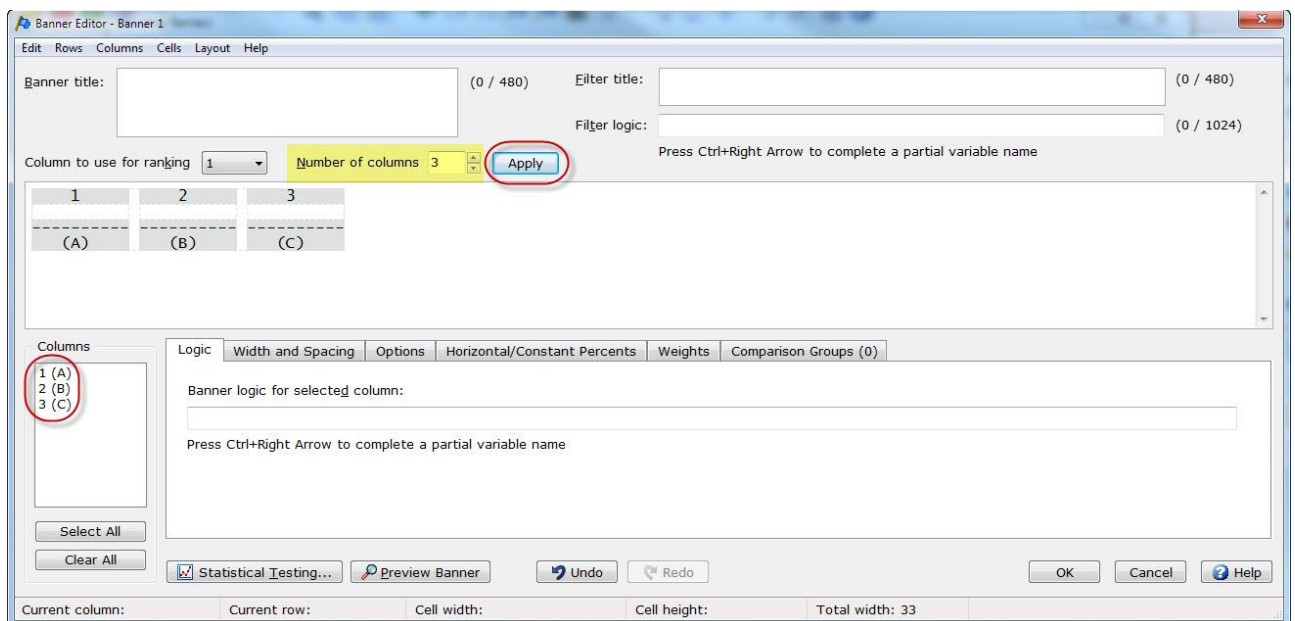 Banner Editor - Banner 1
Edit Rows Columns Cells Layout Help
Banner title: (0 / 480) Filter title: (0 / 480)
Filter logic: (0 / 1024)
Column to use for ranking 1 Number of columns 3 Apply Press Ctrl+Right Arrow to complete a partial variable name
1 2 3
---------- ---------- ----------
(A) (B) (C)
Columns Logic Width and Spacing Options Horizontal/Constant Percents Weights Comparison Groups (0)
1 (A)
2 (B)
3 (C)
Banner logic for selected column:
Press Ctrl+Right Arrow to complete a partial variable name
Select All
Clear All
Statistical Testing... Preview Banner Undo Redo OK Cancel Help
Current column: Current row: Cell width: Cell height: Total width: 33